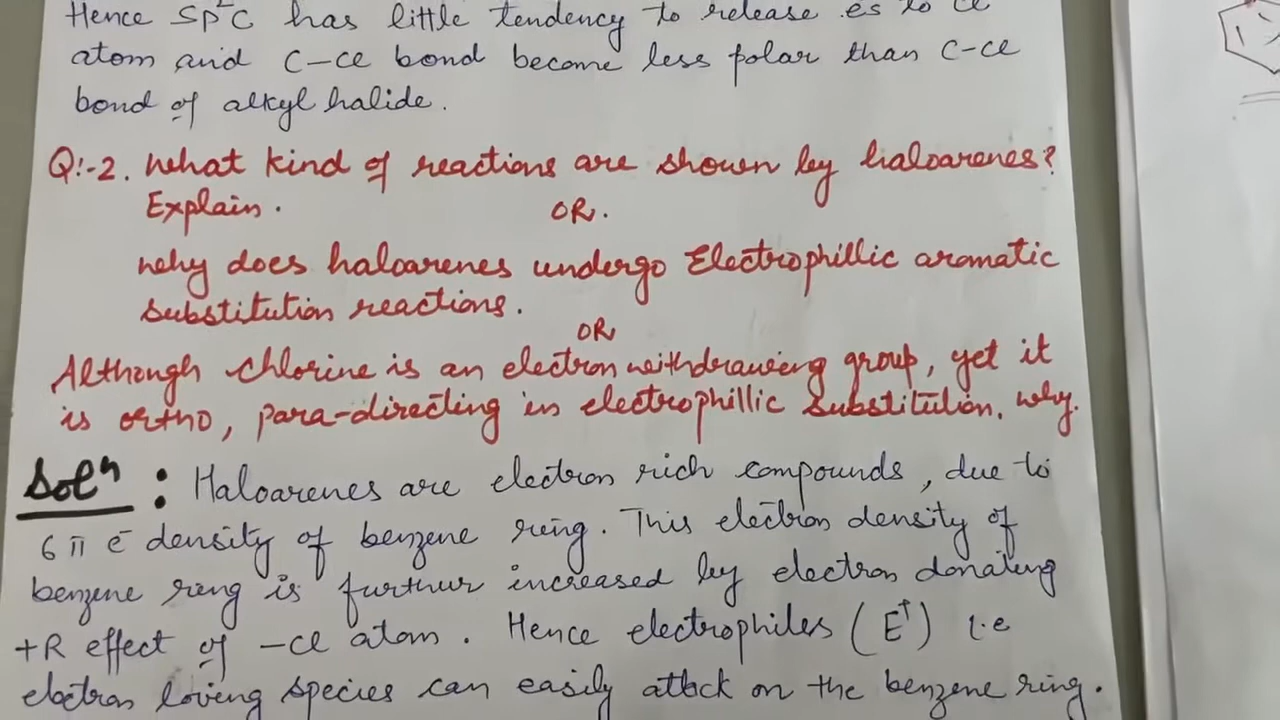 Hence sp²C has little tendency to release es to cl
atom and C-cl bond become less polar than C-cl
bond of alkyl halide.
Q:-2. What kind of reactions are shown by haloarenes?
Explain.
OR.
why does haloarenes undergo Electrophillic aromatic
substitution reactions.
OR
Although chlorine is an electron withdrawing group, yet it
is ortho, para-directing in electrophillic substitution. why.
Solⁿ : Haloarenes are electron rich compounds, due to
6 π ē density of benzene ring. This electron density of
benzene ring is furthur increased by electron donating
+R effect of -cl atom. Hence electrophiles (E⁺) i.e
electron loving species can easily attack on the benzene ring.